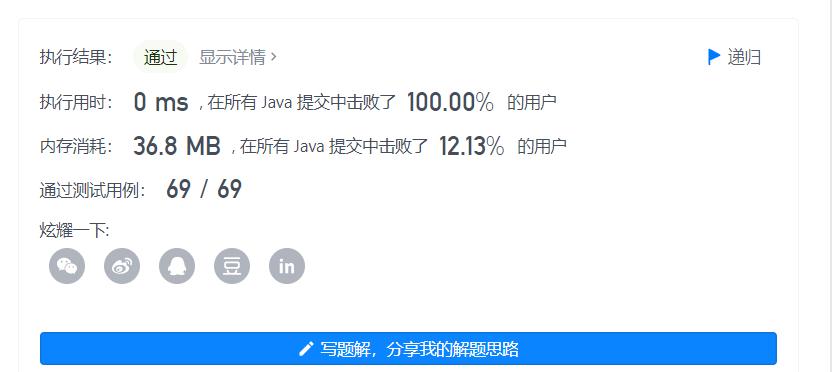 执行结果： 通过 显示详情 > 递归
执行用时： 0 ms , 在所有 Java 提交中击败了 100.00% 的用户
内存消耗： 36.8 MB , 在所有 Java 提交中击败了 12.13% 的用户
通过测试用例： 69 / 69
炫耀一下:
豆 in
写题解，分享我的解题思路